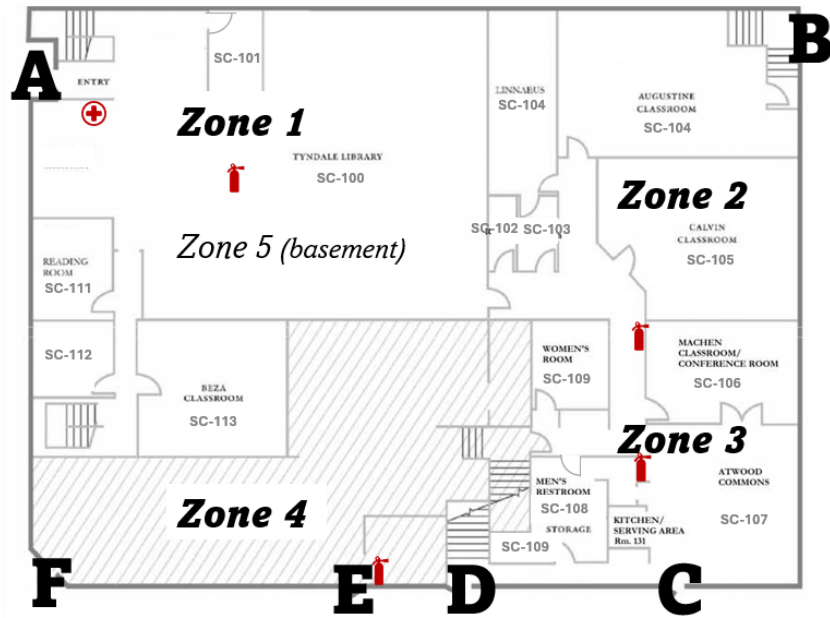 A
B
ENTRY
SC-101
LINNAEUS
SC-104
AUGUSTINE
CLASSROOM
SC-104
Zone 1
TYNDALE LIBRARY
SC-100
Zone 2
CALVIN
CLASSROOM
SC-105
SC-102
SC-103
Zone 5 (basement)
READING
ROOM
SC-111
SC-112
BEZA
CLASSROOM
SC-113
WOMEN'S
ROOM
SC-109
MACHEN
CLASSROOM/
CONFERENCE ROOM
SC-106
Zone 3
ATWOOD
COMMONS
SC-107
Zone 4
MEN'S
RESTROOM
SC-108
STORAGE
SC-109
KITCHEN/
SERVING AREA
Rm. 131
F
E
D
C